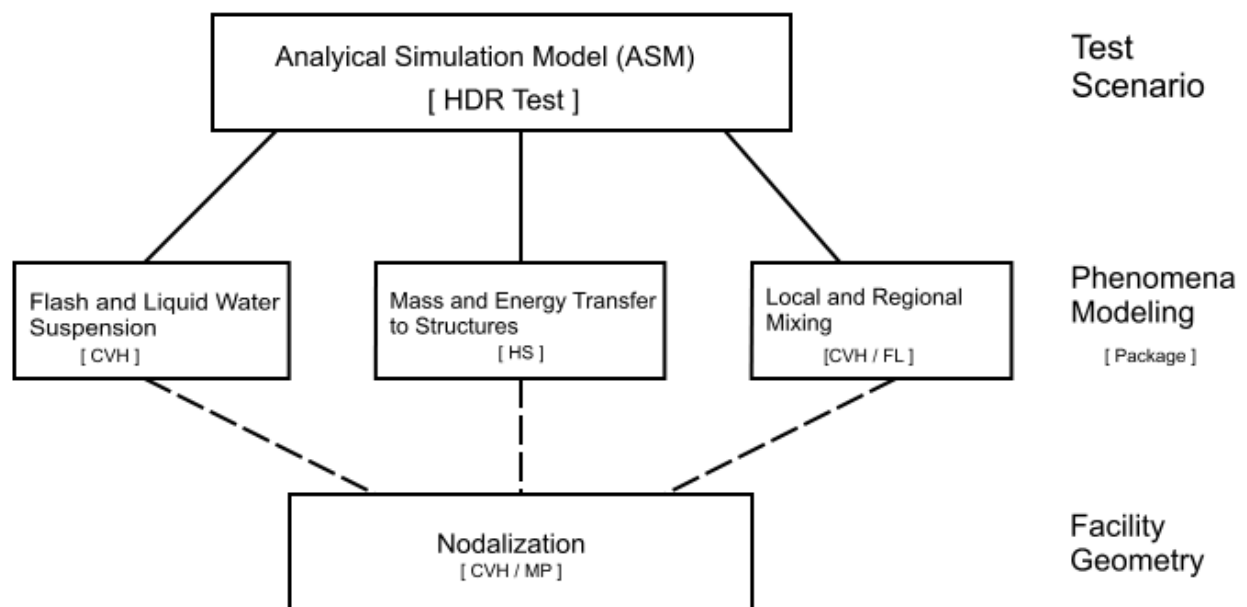 Analyical Simulation Model (ASM)
[ HDR Test ]
Test
Scenario
Flash and Liquid Water
Suspension
[ CVH ]
Mass and Energy Transfer
to Structures
[ HS ]
Local and Regional
Mixing
[CVH / FL ]
Phenomena
Modeling
[ Package ]
Nodalization
[ CVH / MP ]
Facility
Geometry